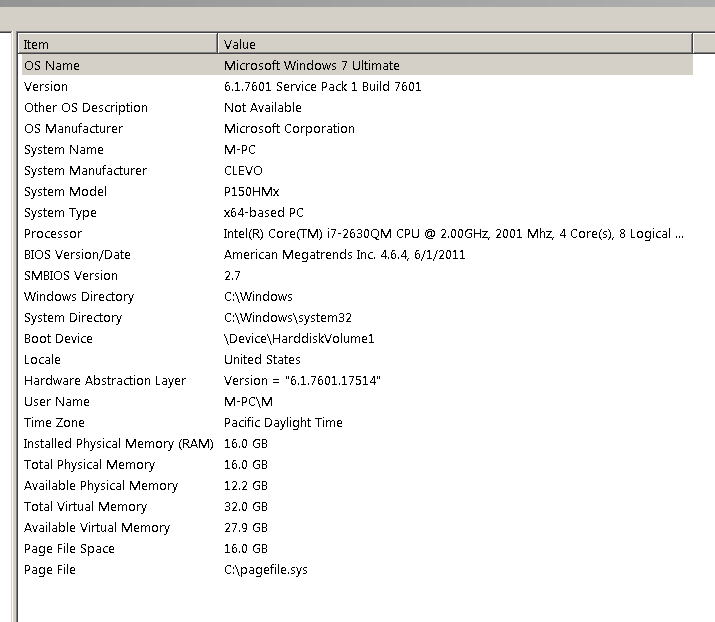 Item Value
OS Name Microsoft Windows 7 Ultimate
Version 6.1.7601 Service Pack 1 Build 7601
Other OS Description Not Available
OS Manufacturer Microsoft Corporation
System Name M-PC
System Manufacturer CLEVO
System Model P150HMx
System Type x64-based PC
Processor Intel(R) Core(TM) i7-2630QM CPU @ 2.00GHz, 2001 Mhz, 4 Core(s), 8 Logical ...
BIOS Version/Date American Megatrends Inc. 4.6.4, 6/1/2011
SMBIOS Version 2.7
Windows Directory C:\Windows
System Directory C:\Windows\system32
Boot Device \Device\HarddiskVolume1
Locale United States
Hardware Abstraction Layer Version = "6.1.7601.17514"
User Name M-PC\M
Time Zone Pacific Daylight Time
Installed Physical Memory (RAM) 16.0 GB
Total Physical Memory 16.0 GB
Available Physical Memory 12.2 GB
Total Virtual Memory 32.0 GB
Available Virtual Memory 27.9 GB
Page File Space 16.0 GB
Page File C:\pagefile.sys